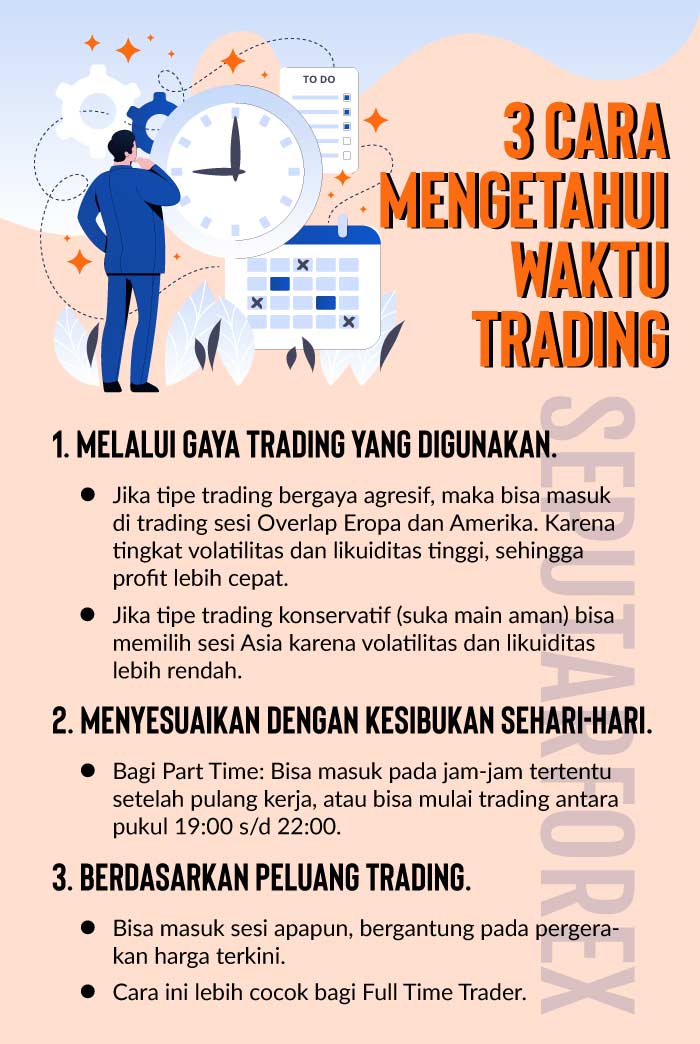 TO DO
3 CARA
MENGETAHUI
WAKTU
TRADING
1. MELALUI GAYA TRADING YANG DIGUNAKAN.
● Jika tipe trading bergaya agresif, maka bisa masuk
di trading sesi Overlap Eropa dan Amerika. Karena
tingkat volatilitas dan likuiditas tinggi, sehingga
profit lebih cepat.
● Jika tipe trading konservatif (suka main aman) bisa
memilih sesi Asia karena volatilitas dan likuiditas
lebih rendah.
2. MENYESUAIKAN DENGAN KESIBUKAN SEHARI-HARI.
● Bagi Part Time: Bisa masuk pada jam-jam tertentu
setelah pulang kerja, atau bisa mulai trading antara
pukul 19:00 s/d 22:00.
3. BERDASARKAN PELUANG TRADING.
● Bisa masuk sesi apapun, bergantung pada pergera-
kan harga terkini.
● Cara ini lebih cocok bagi Full Time Trader.
SEPUTARFOREX